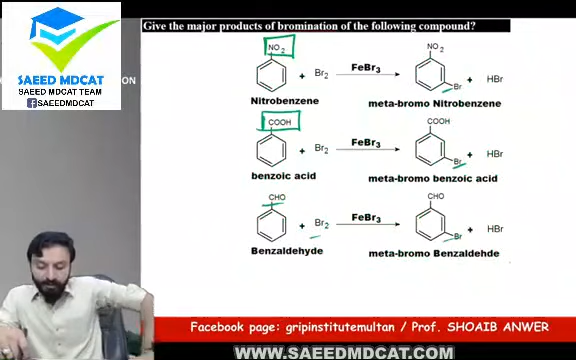 Give the major products of bromination of the following compound?
SAEED MDCAT
SAEED MDCAT TEAM
f/SAEEDMDCAT
ON
NO2
+ Br2
FeBr3
NO2
Br
+ HBr
Nitrobenzene
meta-bromo Nitrobenzene
COOH
+ Br2
FeBr3
COOH
Br
+ HBr
benzoic acid
meta-bromo benzoic acid
CHO
+ Br2
FeBr3
CHO
Br
+ HBr
Benzaldehyde
meta-bromo Benzaldehde
Facebook page: gripinstitutemultan / Prof. SHOAIB ANWER
WWW.SAEEDMDCAT.COM